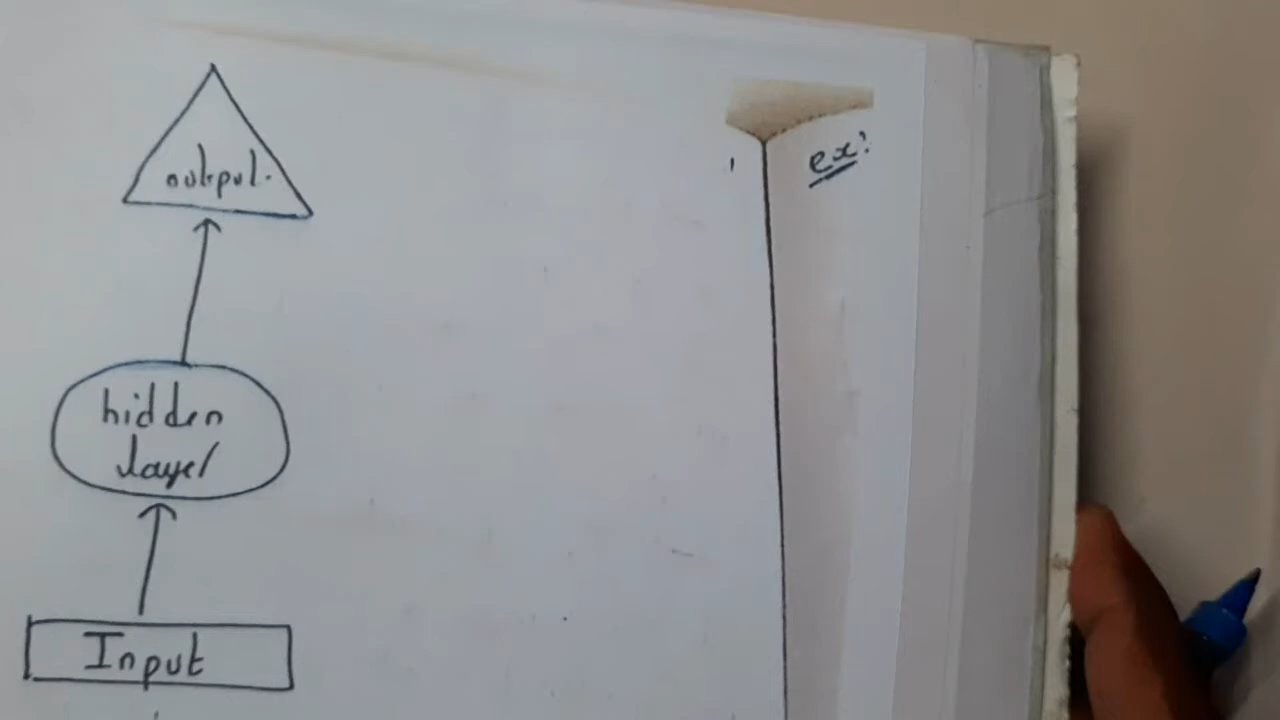 output.
ex:
hidden
layer
Input